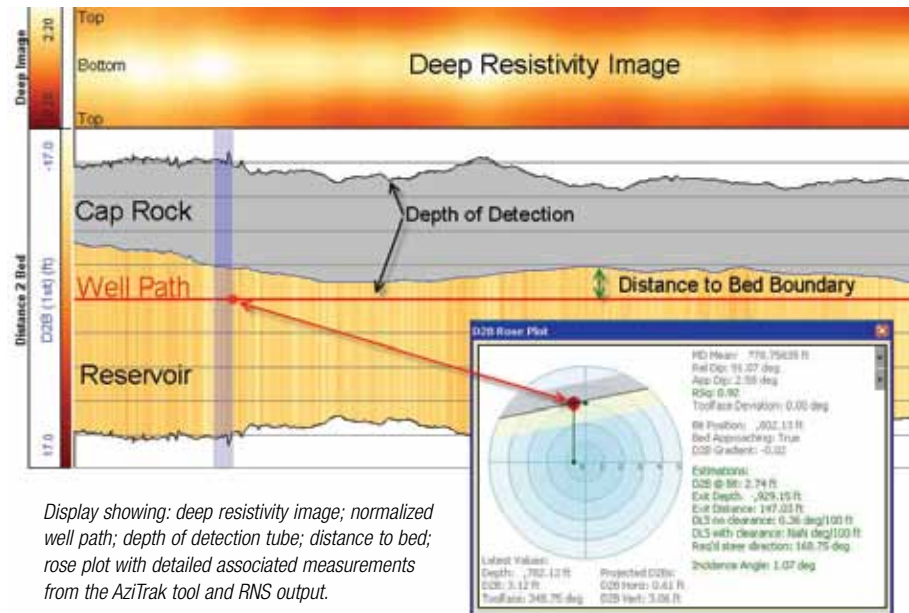 Deep Image
2.20
Top
Bottom
Top
Deep Resistivity Image
Distance 2 Bed
D2B (1st) (ft)
-17.0
17.0
Cap Rock
Depth of Detection
Well Path
Distance to Bed Boundary
Reservoir
D2B Rose Plot
MD Mean:
Rel Dip: 91.07 deg
App Dip: 2.58 deg
RSq: 0.92
Toolface Deviation: 0.00 deg
Bit Position: ,802.13 ft
Bed Approaching: True
D2B Gradient: -0.02
Estimations:
D2B @ Bit: 2.74 ft
Exit Depth: -,929.15 ft
Exit Distance: 147.03 ft
DLS no clearance: 0.36 deg/100 ft
DLS with clearance: NaN deg/100 ft
Req'd steer direction: 168.75 deg
Incidence Angle: 1.07 deg
Latest Values:
Depth: ,782.12 ft
D2B: 3.12 ft
Toolface: 348.75 deg
Projected D2Bs:
D2B Horz: 0.61 ft
D2B Vert: 3.06 ft
Display showing: deep resistivity image; normalized
well path; depth of detection tube; distance to bed;
rose plot with detailed associated measurements
from the AziTrak tool and RNS output.